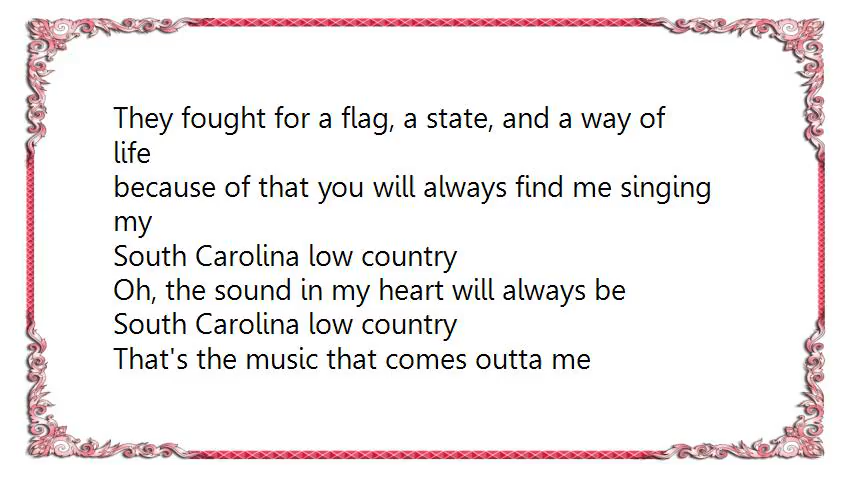 They fought for a flag, a state, and a way of
life
because of that you will always find me singing
my
South Carolina low country
Oh, the sound in my heart will always be
South Carolina low country
That's the music that comes outta me